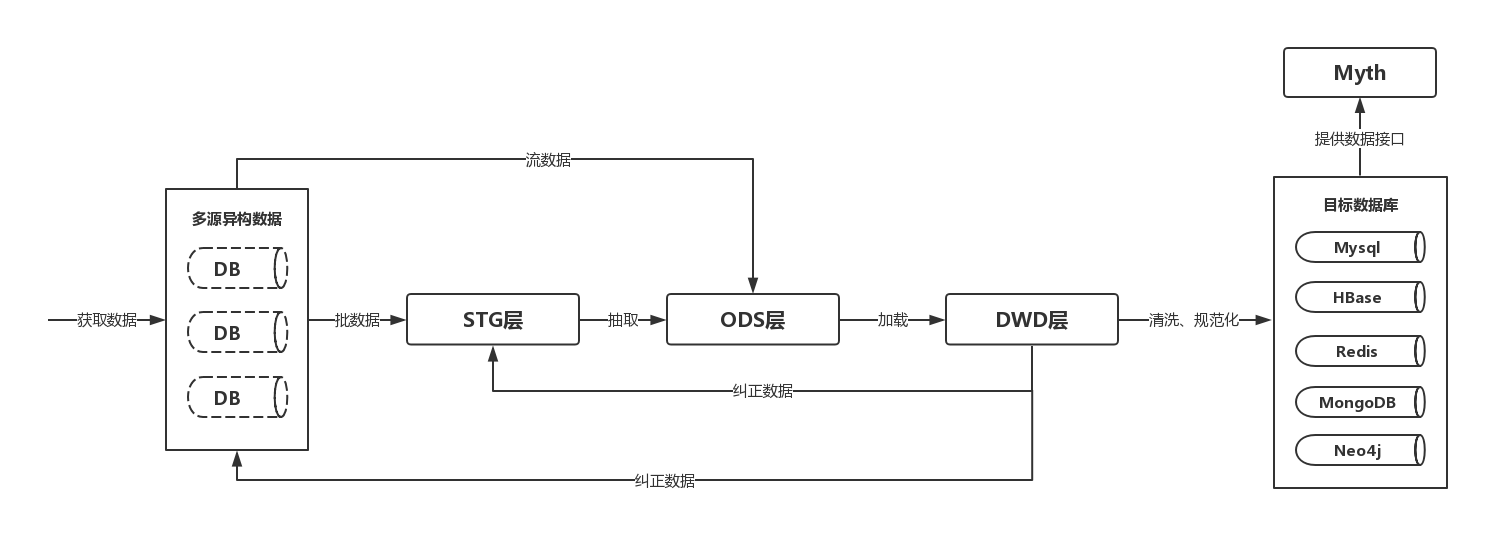 Myth
提供数据接口
流数据
多源异构数据
DB
DB
DB
获取数据
批数据
STG层
抽取
ODS层
加载
DWD层
清洗、规范化
纠正数据
纠正数据
目标数据库
Mysql
HBase
Redis
MongoDB
Neo4j